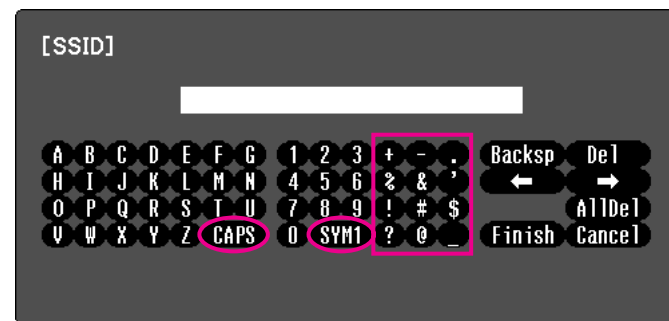 [SSID]
A B C D E F G 1 2 3 + - . Backsp Del
H I J K L M N 4 5 6 % & ' ← →
O P Q R S T U 7 8 9 ! # $ AllDel
V W X Y Z CAPS 0 SYM1 ? @ _ Finish Cancel